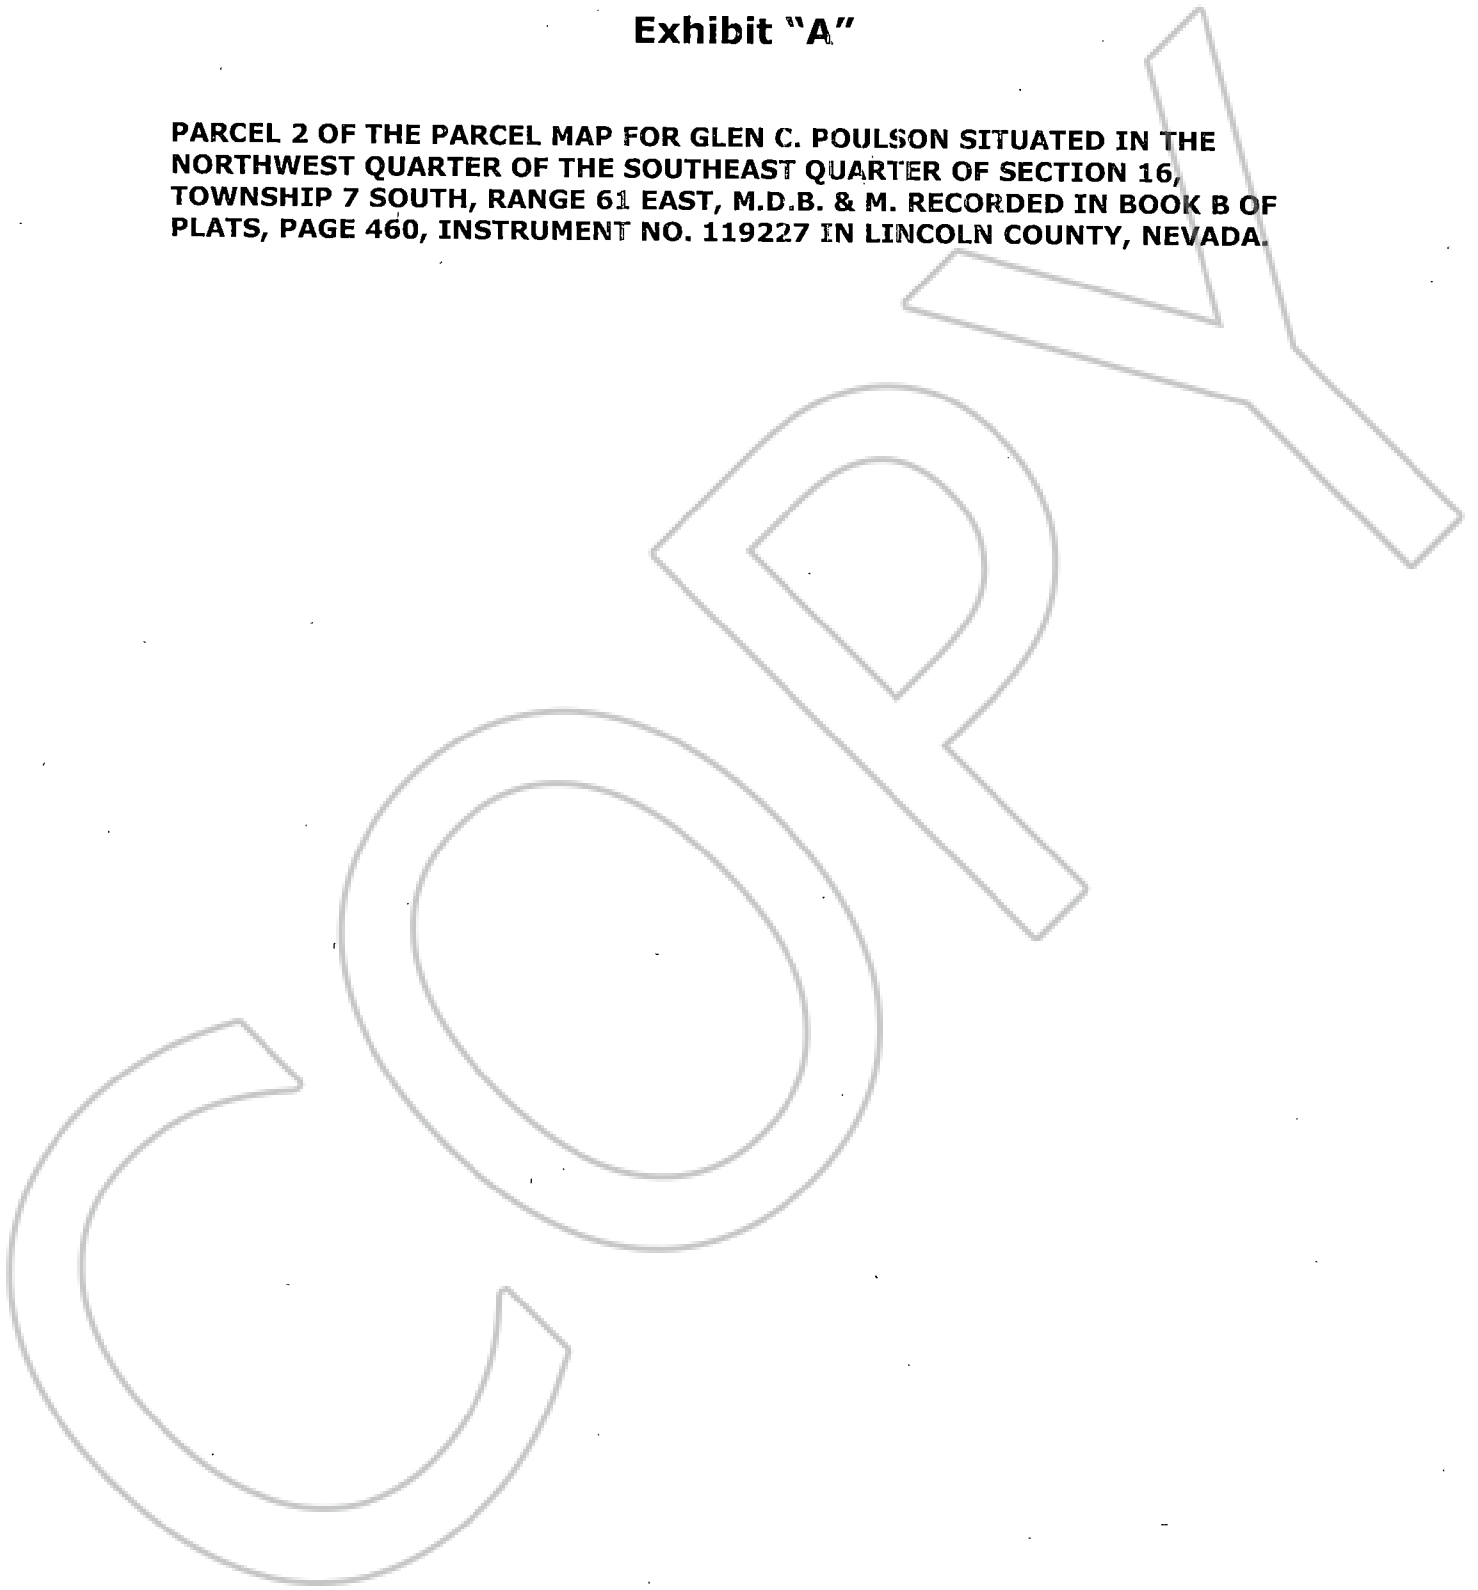 Exhibit “A”
PARCEL 2 OF THE PARCEL MAP FOR GLEN C. POULSON SITUATED IN THE
NORTHWEST QUARTER OF THE SOUTHEAST QUARTER OF SECTION 16,
TOWNSHIP 7 SOUTH, RANGE 61 EAST, M.D.B. & M. RECORDED IN BOOK B OF
PLATS, PAGE 460, INSTRUMENT NO. 119227 IN LINCOLN COUNTY, NEVADA.
COPY